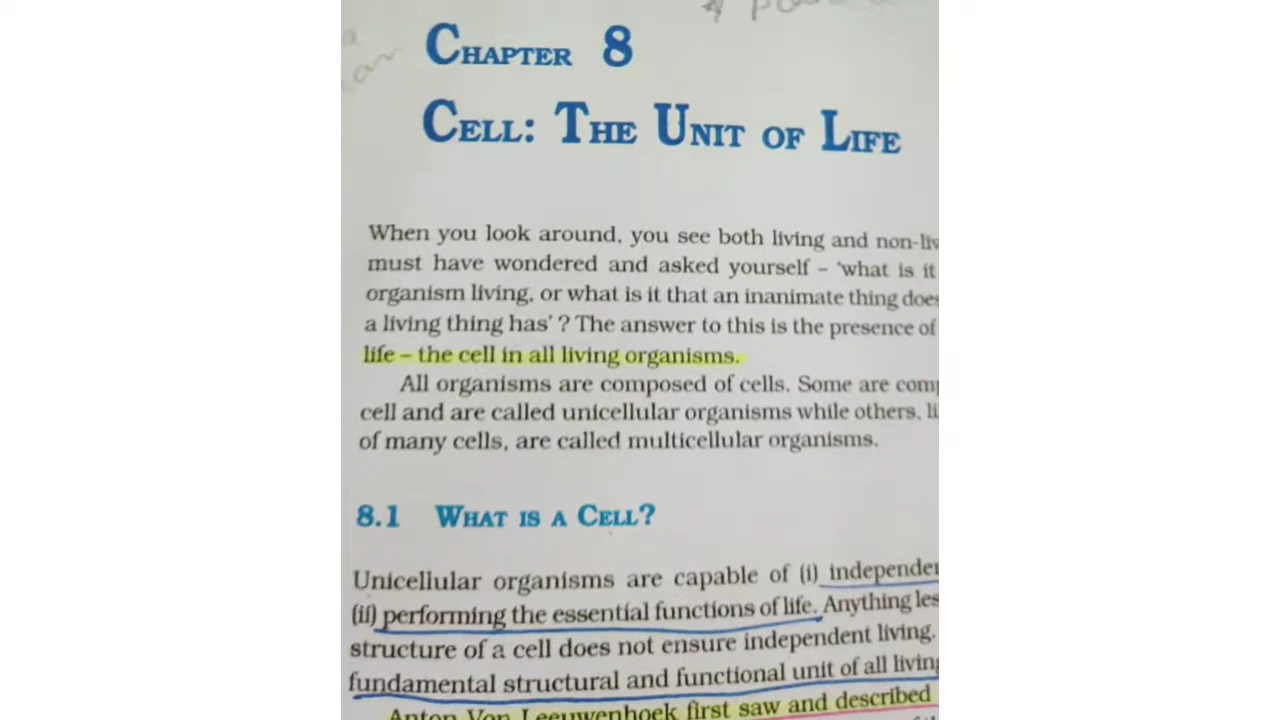 CHAPTER 8
CELL: THE UNIT OF LIFE
When you look around, you see both living and non-liv
must have wondered and asked yourself – 'what is it
organism living, or what is it that an inanimate thing does
a living thing has' ? The answer to this is the presence of
life – the cell in all living organisms.
All organisms are composed of cells. Some are comp
cell and are called unicellular organisms while others, li
of many cells, are called multicellular organisms.
8.1 WHAT IS A CELL?
Unicellular organisms are capable of (i) independen
(ii) performing the essential functions of life. Anything les
structure of a cell does not ensure independent living.
fundamental structural and functional unit of all living
Anton Von Leeuwenhoek first saw and described